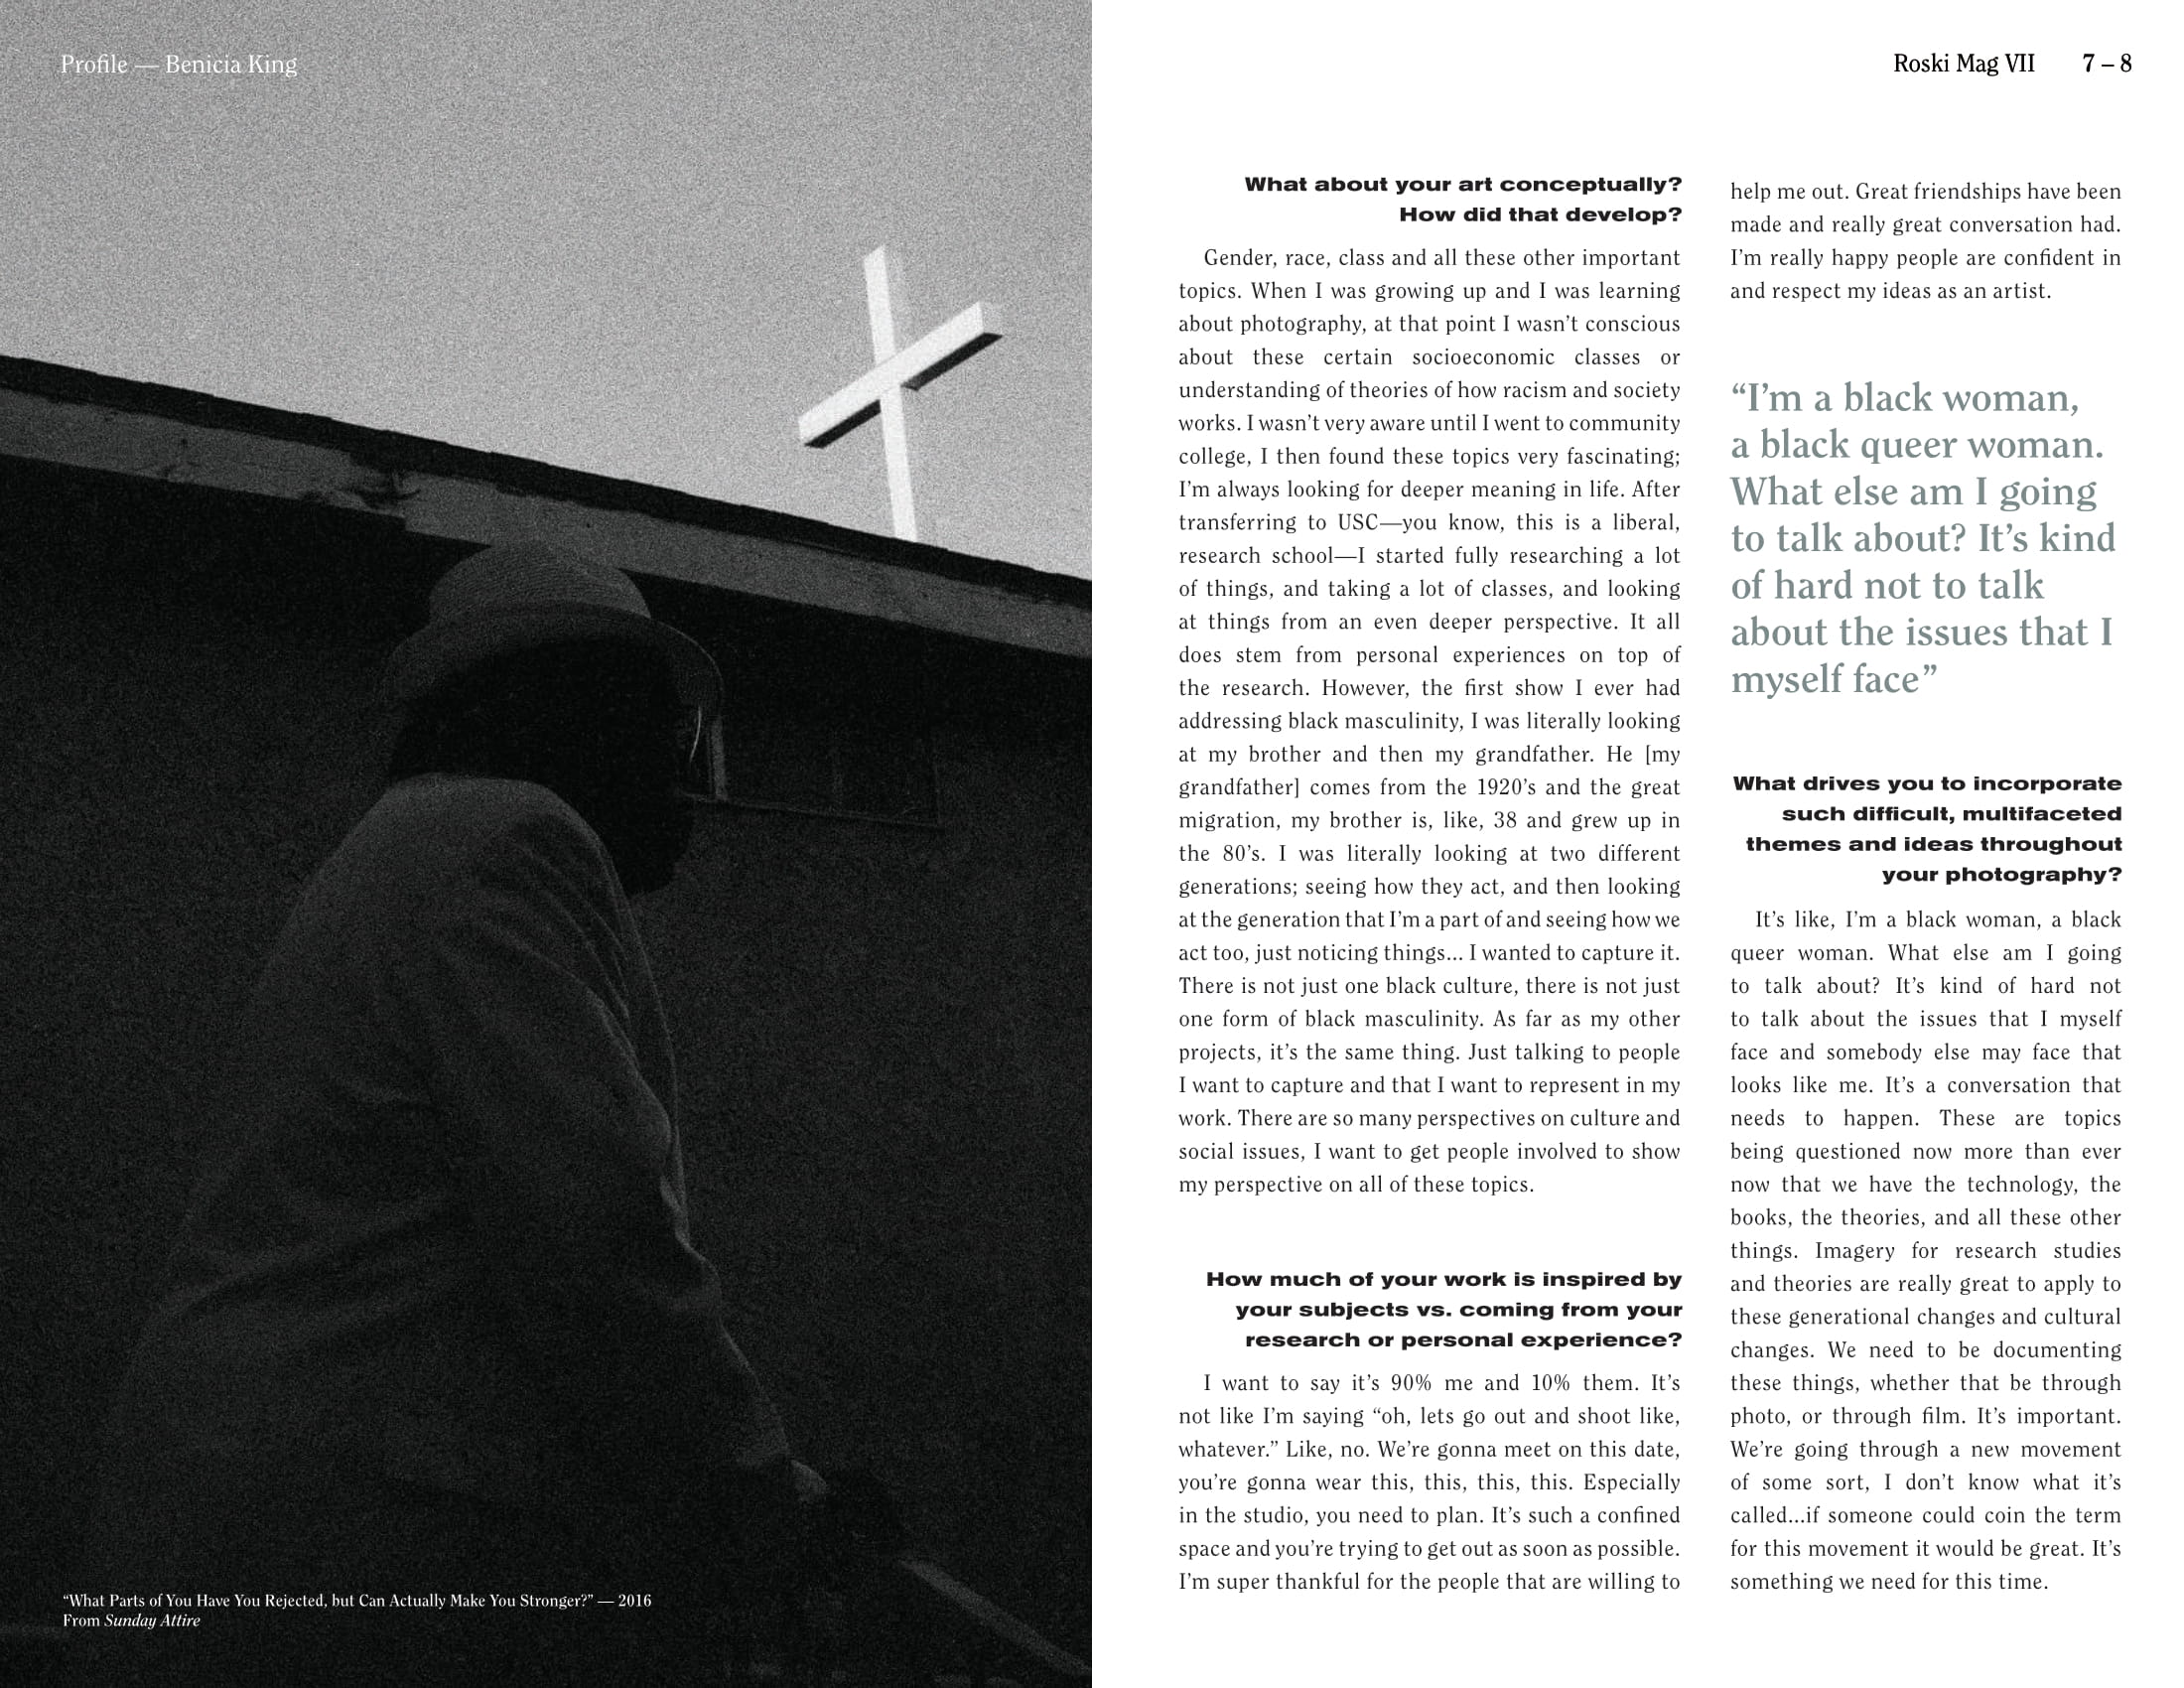 Profile — Benicia King
“What Parts of You Have You Rejected, but Can Actually Make You Stronger?” — 2016
From Sunday Attire
Roski Mag VII 7 – 8
What about your art conceptually?
How did that develop?
Gender, race, class and all these other important
topics. When I was growing up and I was learning
about photography, at that point I wasn’t conscious
about these certain socioeconomic classes or
understanding of theories of how racism and society
works. I wasn’t very aware until I went to community
college, I then found these topics very fascinating;
I’m always looking for deeper meaning in life. After
transferring to USC—you know, this is a liberal,
research school—I started fully researching a lot
of things, and taking a lot of classes, and looking
at things from an even deeper perspective. It all
does stem from personal experiences on top of
the research. However, the first show I ever had
addressing black masculinity, I was literally looking
at my brother and then my grandfather. He [my
grandfather] comes from the 1920’s and the great
migration, my brother is, like, 38 and grew up in
the 80’s. I was literally looking at two different
generations; seeing how they act, and then looking
at the generation that I’m a part of and seeing how we
act too, just noticing things... I wanted to capture it.
There is not just one black culture, there is not just
one form of black masculinity. As far as my other
projects, it’s the same thing. Just talking to people
I want to capture and that I want to represent in my
work. There are so many perspectives on culture and
social issues, I want to get people involved to show
my perspective on all of these topics.
How much of your work is inspired by
your subjects vs. coming from your
research or personal experience?
I want to say it’s 90% me and 10% them. It’s
not like I’m saying “oh, lets go out and shoot like,
whatever.” Like, no. We’re gonna meet on this date,
you’re gonna wear this, this, this, this. Especially
in the studio, you need to plan. It’s such a confined
space and you’re trying to get out as soon as possible.
I’m super thankful for the people that are willing to
help me out. Great friendships have been
made and really great conversation had.
I’m really happy people are confident in
and respect my ideas as an artist.
“I’m a black woman,
a black queer woman.
What else am I going
to talk about? It’s kind
of hard not to talk
about the issues that I
myself face”
What drives you to incorporate
such difficult, multifaceted
themes and ideas throughout
your photography?
It’s like, I’m a black woman, a black
queer woman. What else am I going
to talk about? It’s kind of hard not
to talk about the issues that I myself
face and somebody else may face that
looks like me. It’s a conversation that
needs to happen. These are topics
being questioned now more than ever
now that we have the technology, the
books, the theories, and all these other
things. Imagery for research studies
and theories are really great to apply to
these generational changes and cultural
changes. We need to be documenting
these things, whether that be through
photo, or through film. It’s important.
We’re going through a new movement
of some sort, I don’t know what it’s
called...if someone could coin the term
for this movement it would be great. It’s
something we need for this time.